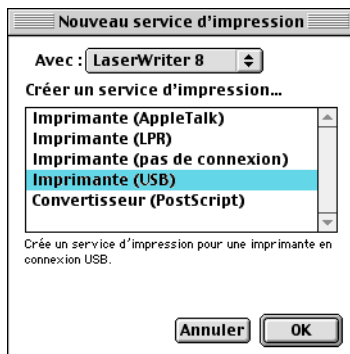 Nouveau service d'impression
Avec : LaserWriter 8
Créer un service d'impression...
Imprimante (AppleTalk)
Imprimante (LPR)
Imprimante (pas de connexion)
Imprimante (USB)
Convertisseur (PostScript)
Crée un service d'impression pour une imprimante en
connexion USB.
Annuler OK